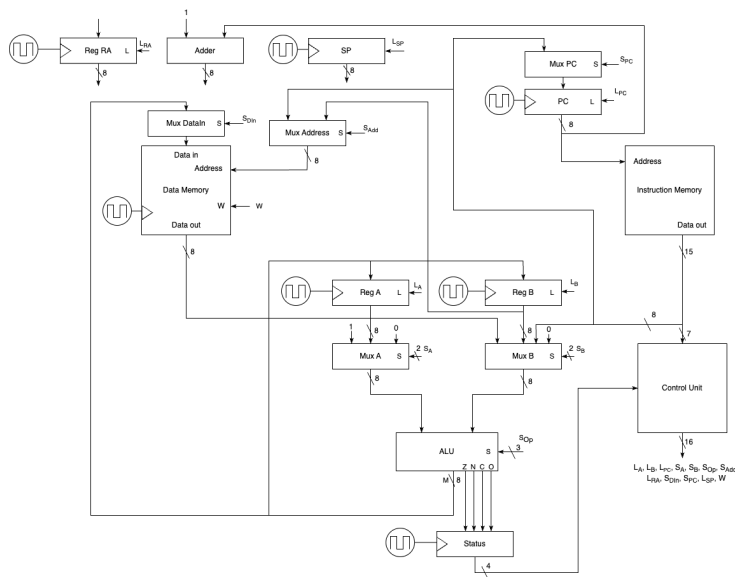 1
Reg RA L
L_RA
8
Adder
8
SP
L_SP
8
Mux PC S
S_PC
PC L
L_PC
8
Mux DataIn S
S_DIn
Mux Address S
S_Add
8
Data in
Address
Data Memory
W
W
Data out
8
Address
Instruction Memory
Data out
15
Reg A L
L_A
Reg B L
L_B
8
7
1
8
0
8
0
Mux A S
2 S_A
Mux B S
2 S_B
8
8
Control Unit
16
L_A, L_B, L_PC, S_A, S_B, S_Op, S_Add
L_RA, S_DIn, S_PC, L_SP, W
ALU S
S_Op
3
Z N C O
M
8
Status
4